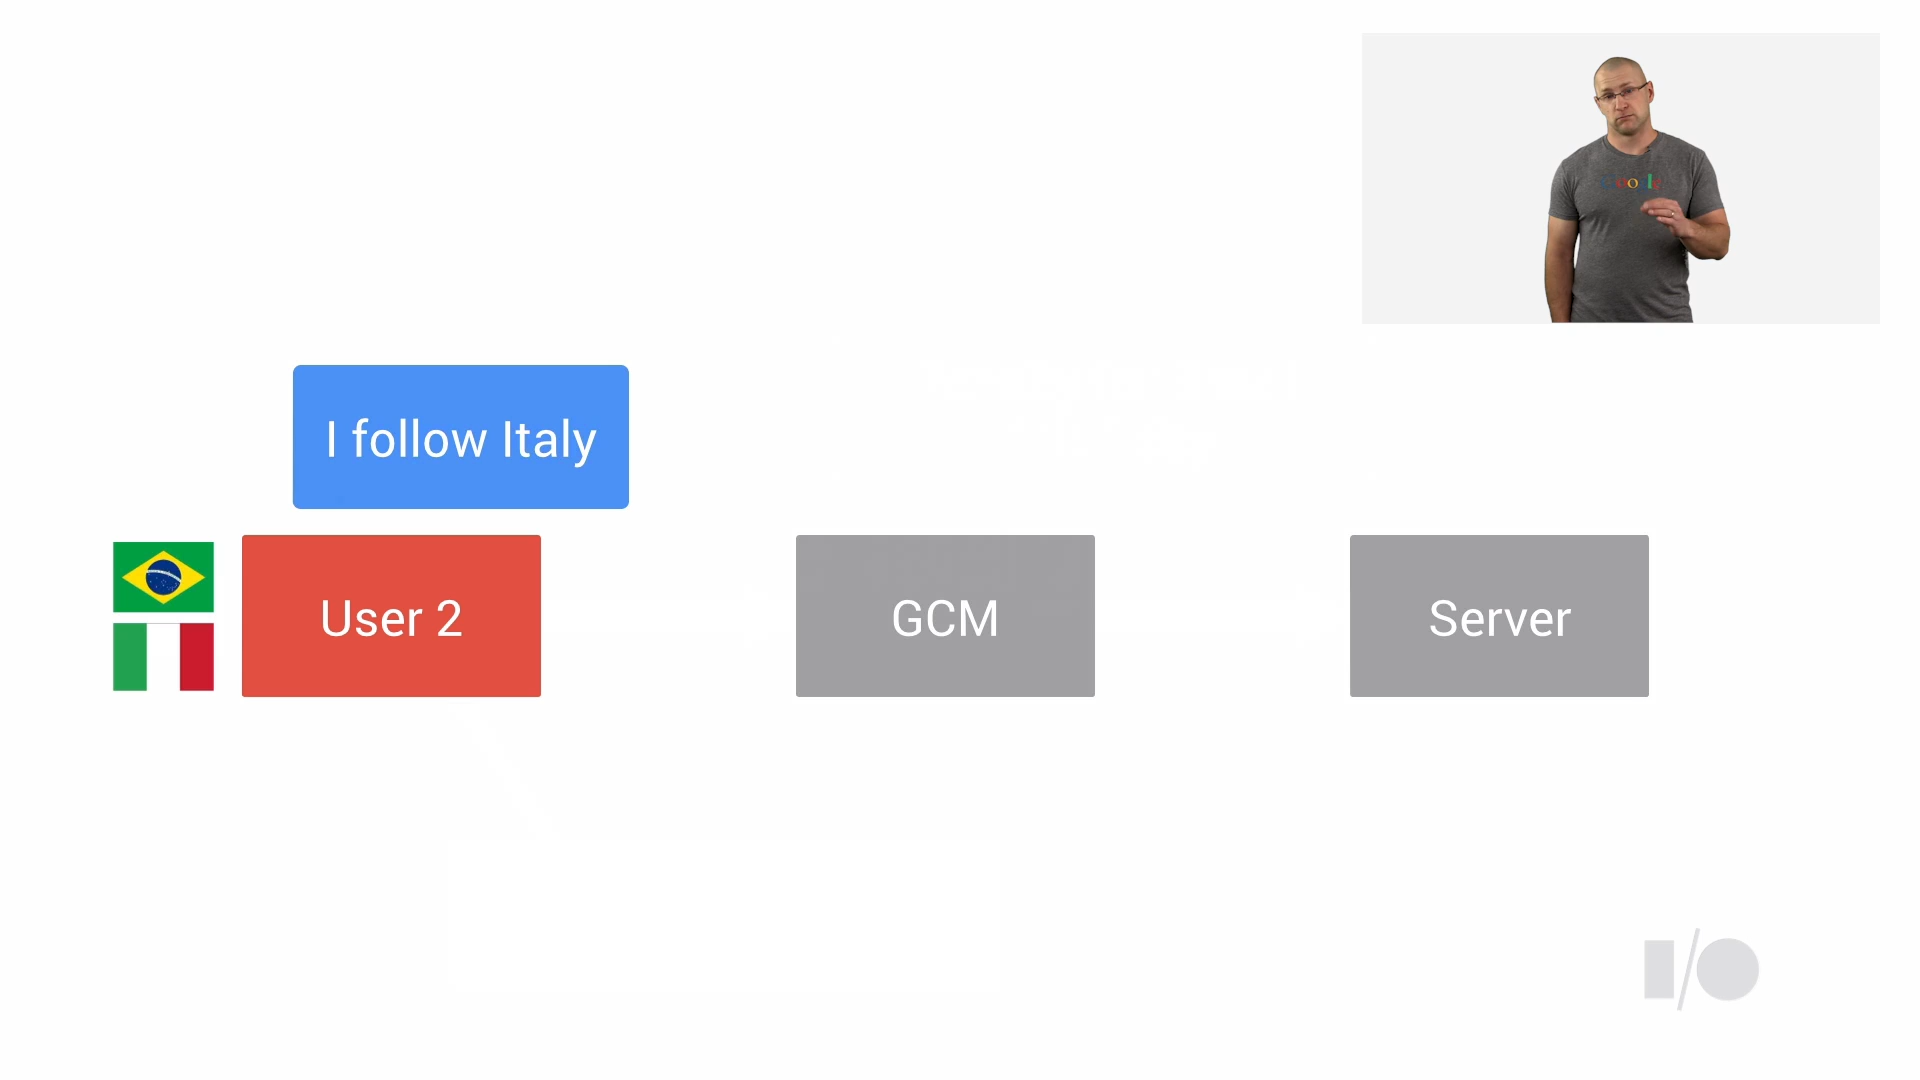 I follow Italy
User 2
GCM
Server
I/O